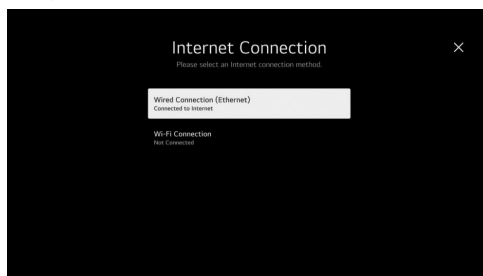 Internet Connection
Please select an Internet connection method.
Wired Connection (Ethernet)
Connected to Internet
Wi-Fi Connection
Not Connected